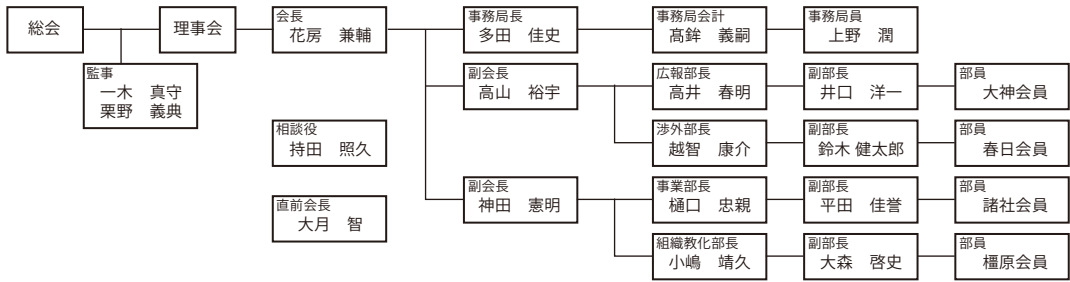 総会
理事会
会長
花房　兼輔
事務局長
多田　佳史
事務局会計
髙鉾　義嗣
事務局員
上野　潤
監事
一木　真守
栗野　義典
副会長
高山　裕宇
広報部長
高井　春明
副部長
井口　洋一
部員
大神会員
相談役
持田　照久
渉外部長
越智　康介
副部長
鈴木 健太郎
部員
春日会員
直前会長
大月　智
副会長
神田　憲明
事業部長
樋口　忠親
副部長
平田　佳誉
部員
諸社会員
組織教化部長
小嶋　靖久
副部長
大森　啓史
部員
橿原会員